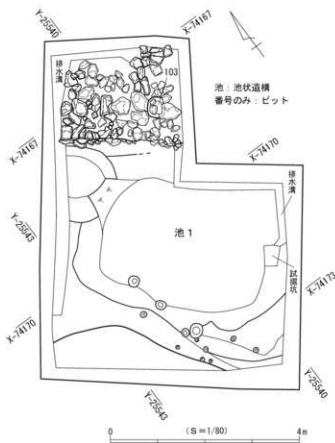 Y-25540
X-74167
排水溝
103
池：池状遺構
番号のみ：ピット
X-74167
X-74170
排水溝
池1
Y-25543
試掘坑
X-74173
X-74170
Y-25540
Y-25543
0
(S=1/80)
4m